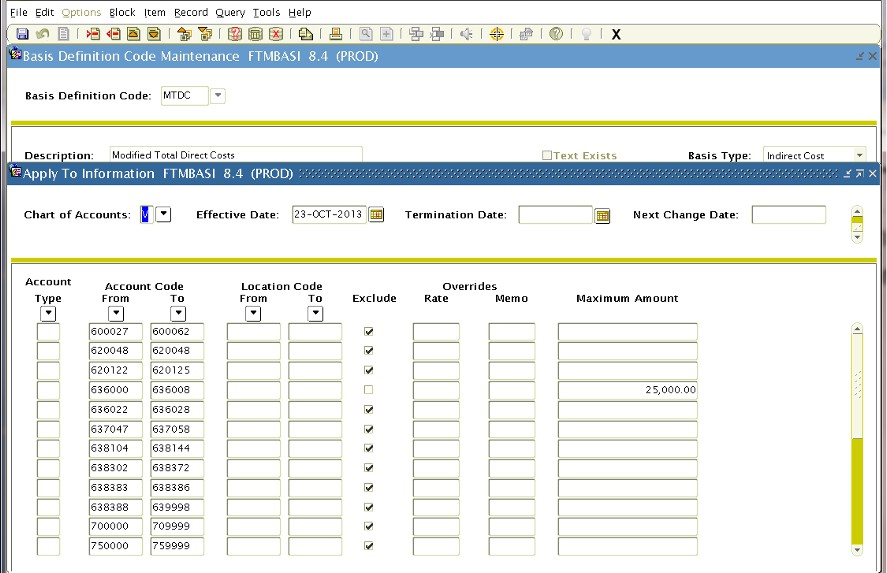 File Edit Options Block Item Record Query Tools Help
X
Basis Definition Code Maintenance FTMBASI 8.4 (PROD)
Basis Definition Code: MTDC
Description: Modified Total Direct Costs Text Exists Basis Type: Indirect Cost
Apply To Information FTMBASI 8.4 (PROD)
Chart of Accounts: V Effective Date: 23-OCT-2013 Termination Date: Next Change Date:
Account Account Code Location Code Overrides
Type From To From To Exclude Rate Memo Maximum Amount
600027 600062
620048 620048
620122 620125
636000 636008 25,000.00
636022 636028
637047 637058
638104 638144
638302 638372
638383 638386
638388 639998
700000 709999
750000 759999